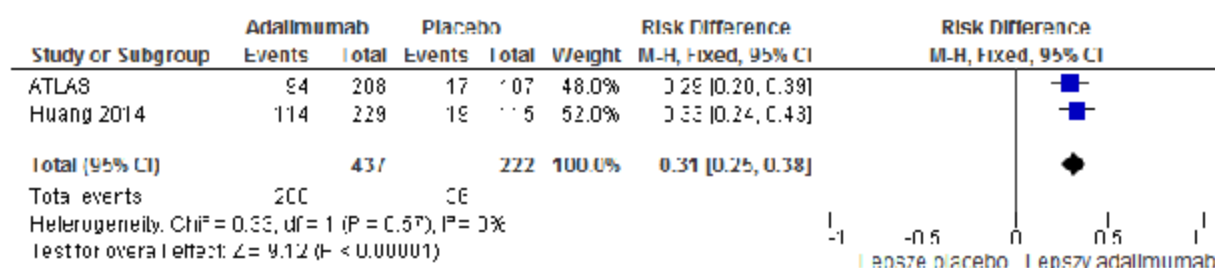 Adalimumab Placebo Risk Difference Risk Difference
Study or Subgroup Events Total Events Total Weight M-H, Fixed, 95% CI M-H, Fixed, 95% CI
ATLAS 94 208 17 107 48.0% 0.29 [0.20, 0.39]
Huang 2014 114 229 19 115 52.0% 0.33 [0.24, 0.43]
Total (95% CI) 437 222 100.0% 0.31 [0.25, 0.38]
Total events 208 36
Heterogeneity: Chi² = 0.33, df = 1 (P = 0.57); I² = 0%
Test for overall effect: Z = 9.12 (P < 0.00001)
-1 -0.5 0 0.5 1
Lepsze placebo Lepszy adalimumab